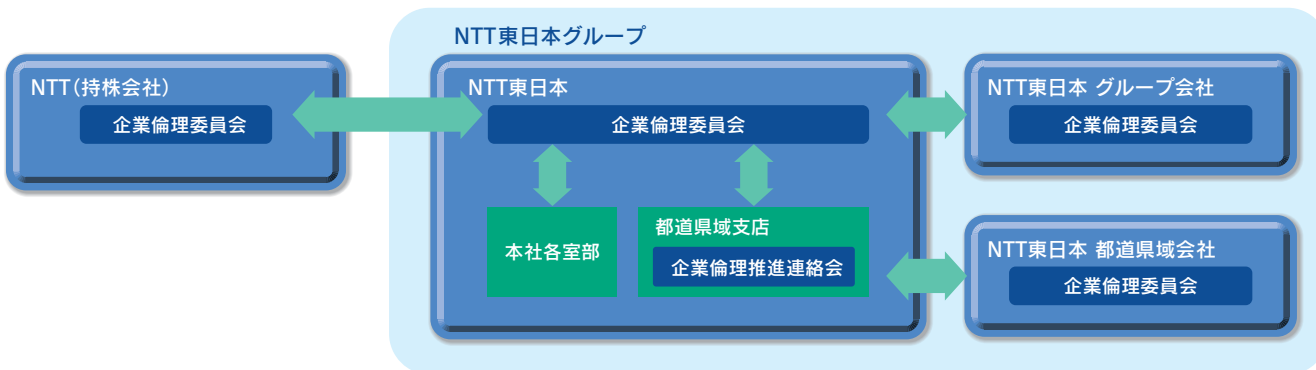 NTT東日本グループ
NTT（持株会社）
企業倫理委員会
NTT東日本
企業倫理委員会
本社各室部
都道県域支店
企業倫理推進連絡会
NTT東日本 グループ会社
企業倫理委員会
NTT東日本 都道県域会社
企業倫理委員会